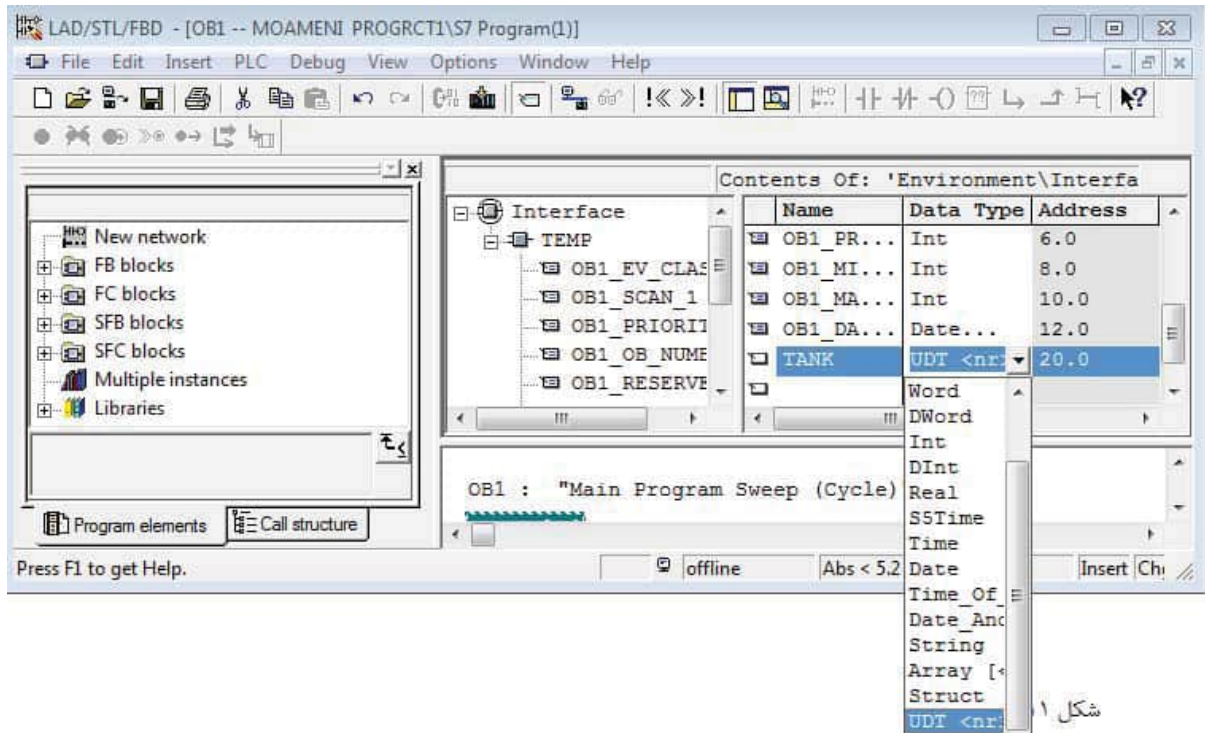 LAD/STL/FBD - [OB1 -- MOAMENI PROGRCT1\S7 Program(1)]
File Edit Insert PLC Debug View Options Window Help
New network
FB blocks
FC blocks
SFB blocks
SFC blocks
Multiple instances
Libraries
Program elements
Call structure
Contents Of: 'Environment\Interfa
Interface
TEMP
OB1_EV_CLAS
OB1_SCAN_1
OB1_PRIORIT
OB1_OB_NUMB
OB1_RESERVE
Name Data Type Address
OB1_PR... Int 6.0
OB1_MI... Int 8.0
OB1_MA... Int 10.0
OB1_DA... Date... 12.0
TANK UDT <nr> 20.0
Word
DWord
Int
DInt
Real
S5Time
Time
Date
Time_Of_
Date_And
String
Array [<
Struct
UDT <nr>
OB1 : "Main Program Sweep (Cycle)
Press F1 to get Help.
offline
Abs < 5.2
Insert
شکل ۱